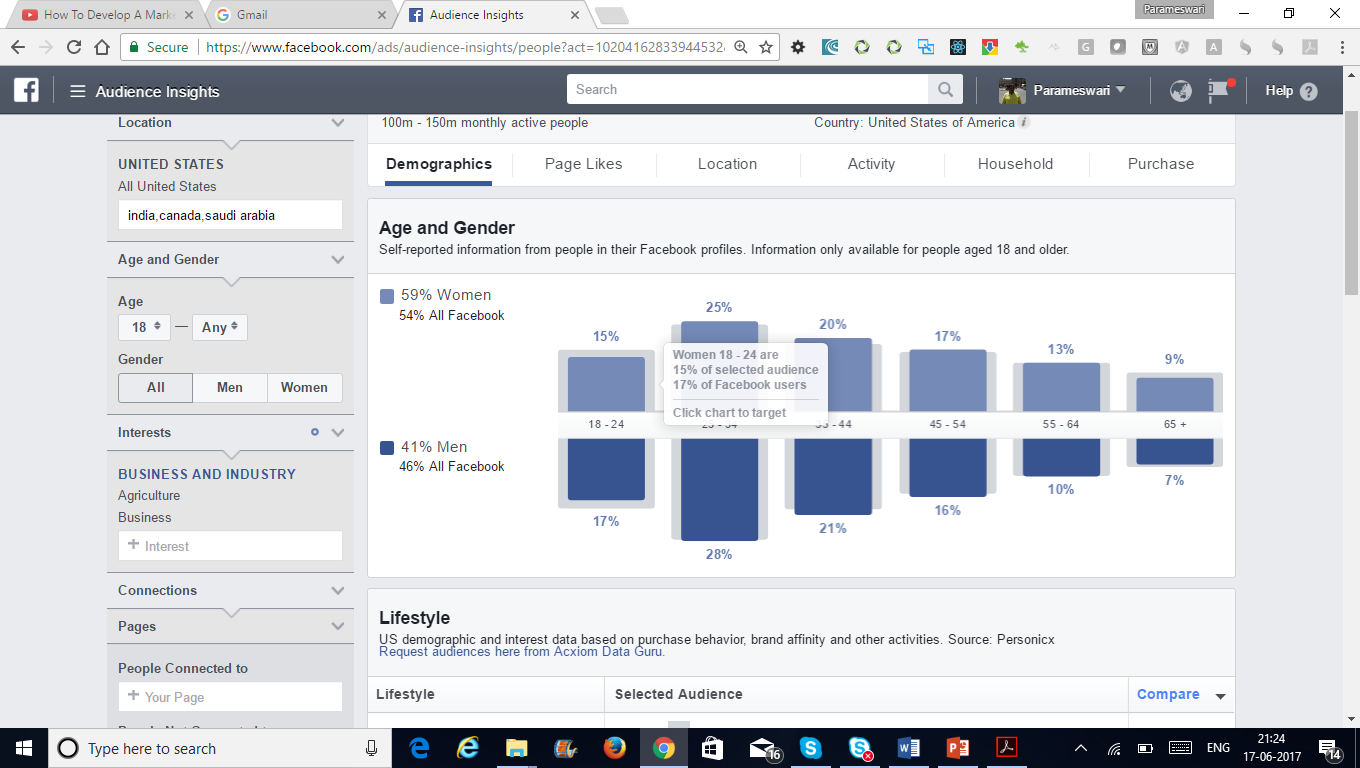 How To Develop A Marke
Gmail
Audience Insights
Parameswari
Secure
https://www.facebook.com/ads/audience-insights/people?act=10204162833944532
Audience Insights
Search
Parameswari
Help
Location
UNITED STATES
All United States
india,canada,saudi arabia
Age and Gender
Age
18 — Any
Gender
All Men Women
Interests
BUSINESS AND INDUSTRY
Agriculture
Business
+ Interest
Connections
Pages
People Connected to
+ Your Page
100m - 150m monthly active people
Country: United States of America
Demographics Page Likes Location Activity Household Purchase
Age and Gender
Self-reported information from people in their Facebook profiles. Information only available for people aged 18 and older.
59% Women
54% All Facebook
15% 25% 20% 17% 13% 9%
Women 18 - 24 are
15% of selected audience
17% of Facebook users
Click chart to target
18 - 24 45 - 54 55 - 64 65 +
41% Men
46% All Facebook
17% 28% 21% 16% 10% 7%
Lifestyle
US demographic and interest data based on purchase behavior, brand affinity and other activities. Source: Personicx
Request audiences here from Acxiom Data Guru.
Lifestyle Selected Audience Compare
Type here to search
16
ENG
21:24
17-06-2017
14